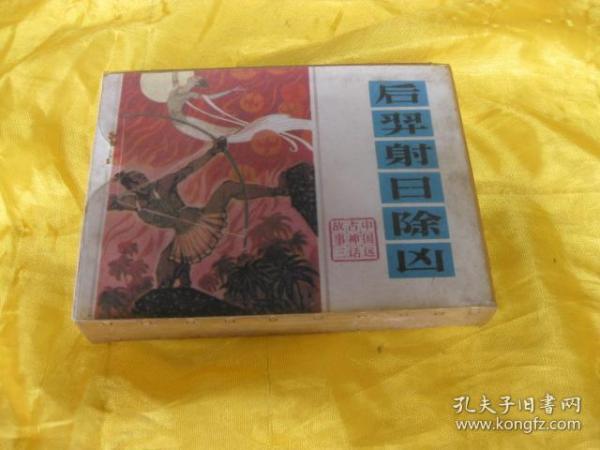 后羿射日除凶
中国远
古神话
故事三
孔夫子旧書网
www.kongfz.com